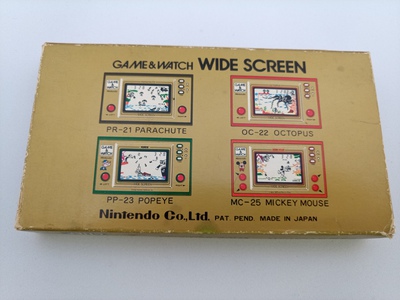 GAME&WATCH WIDE SCREEN
PR-21 PARACHUTE
OC-22 OCTOPUS
PP-23 POPEYE
MC-25 MICKEY MOUSE
Nintendo Co.,Ltd. PAT. PEND. MADE IN JAPAN